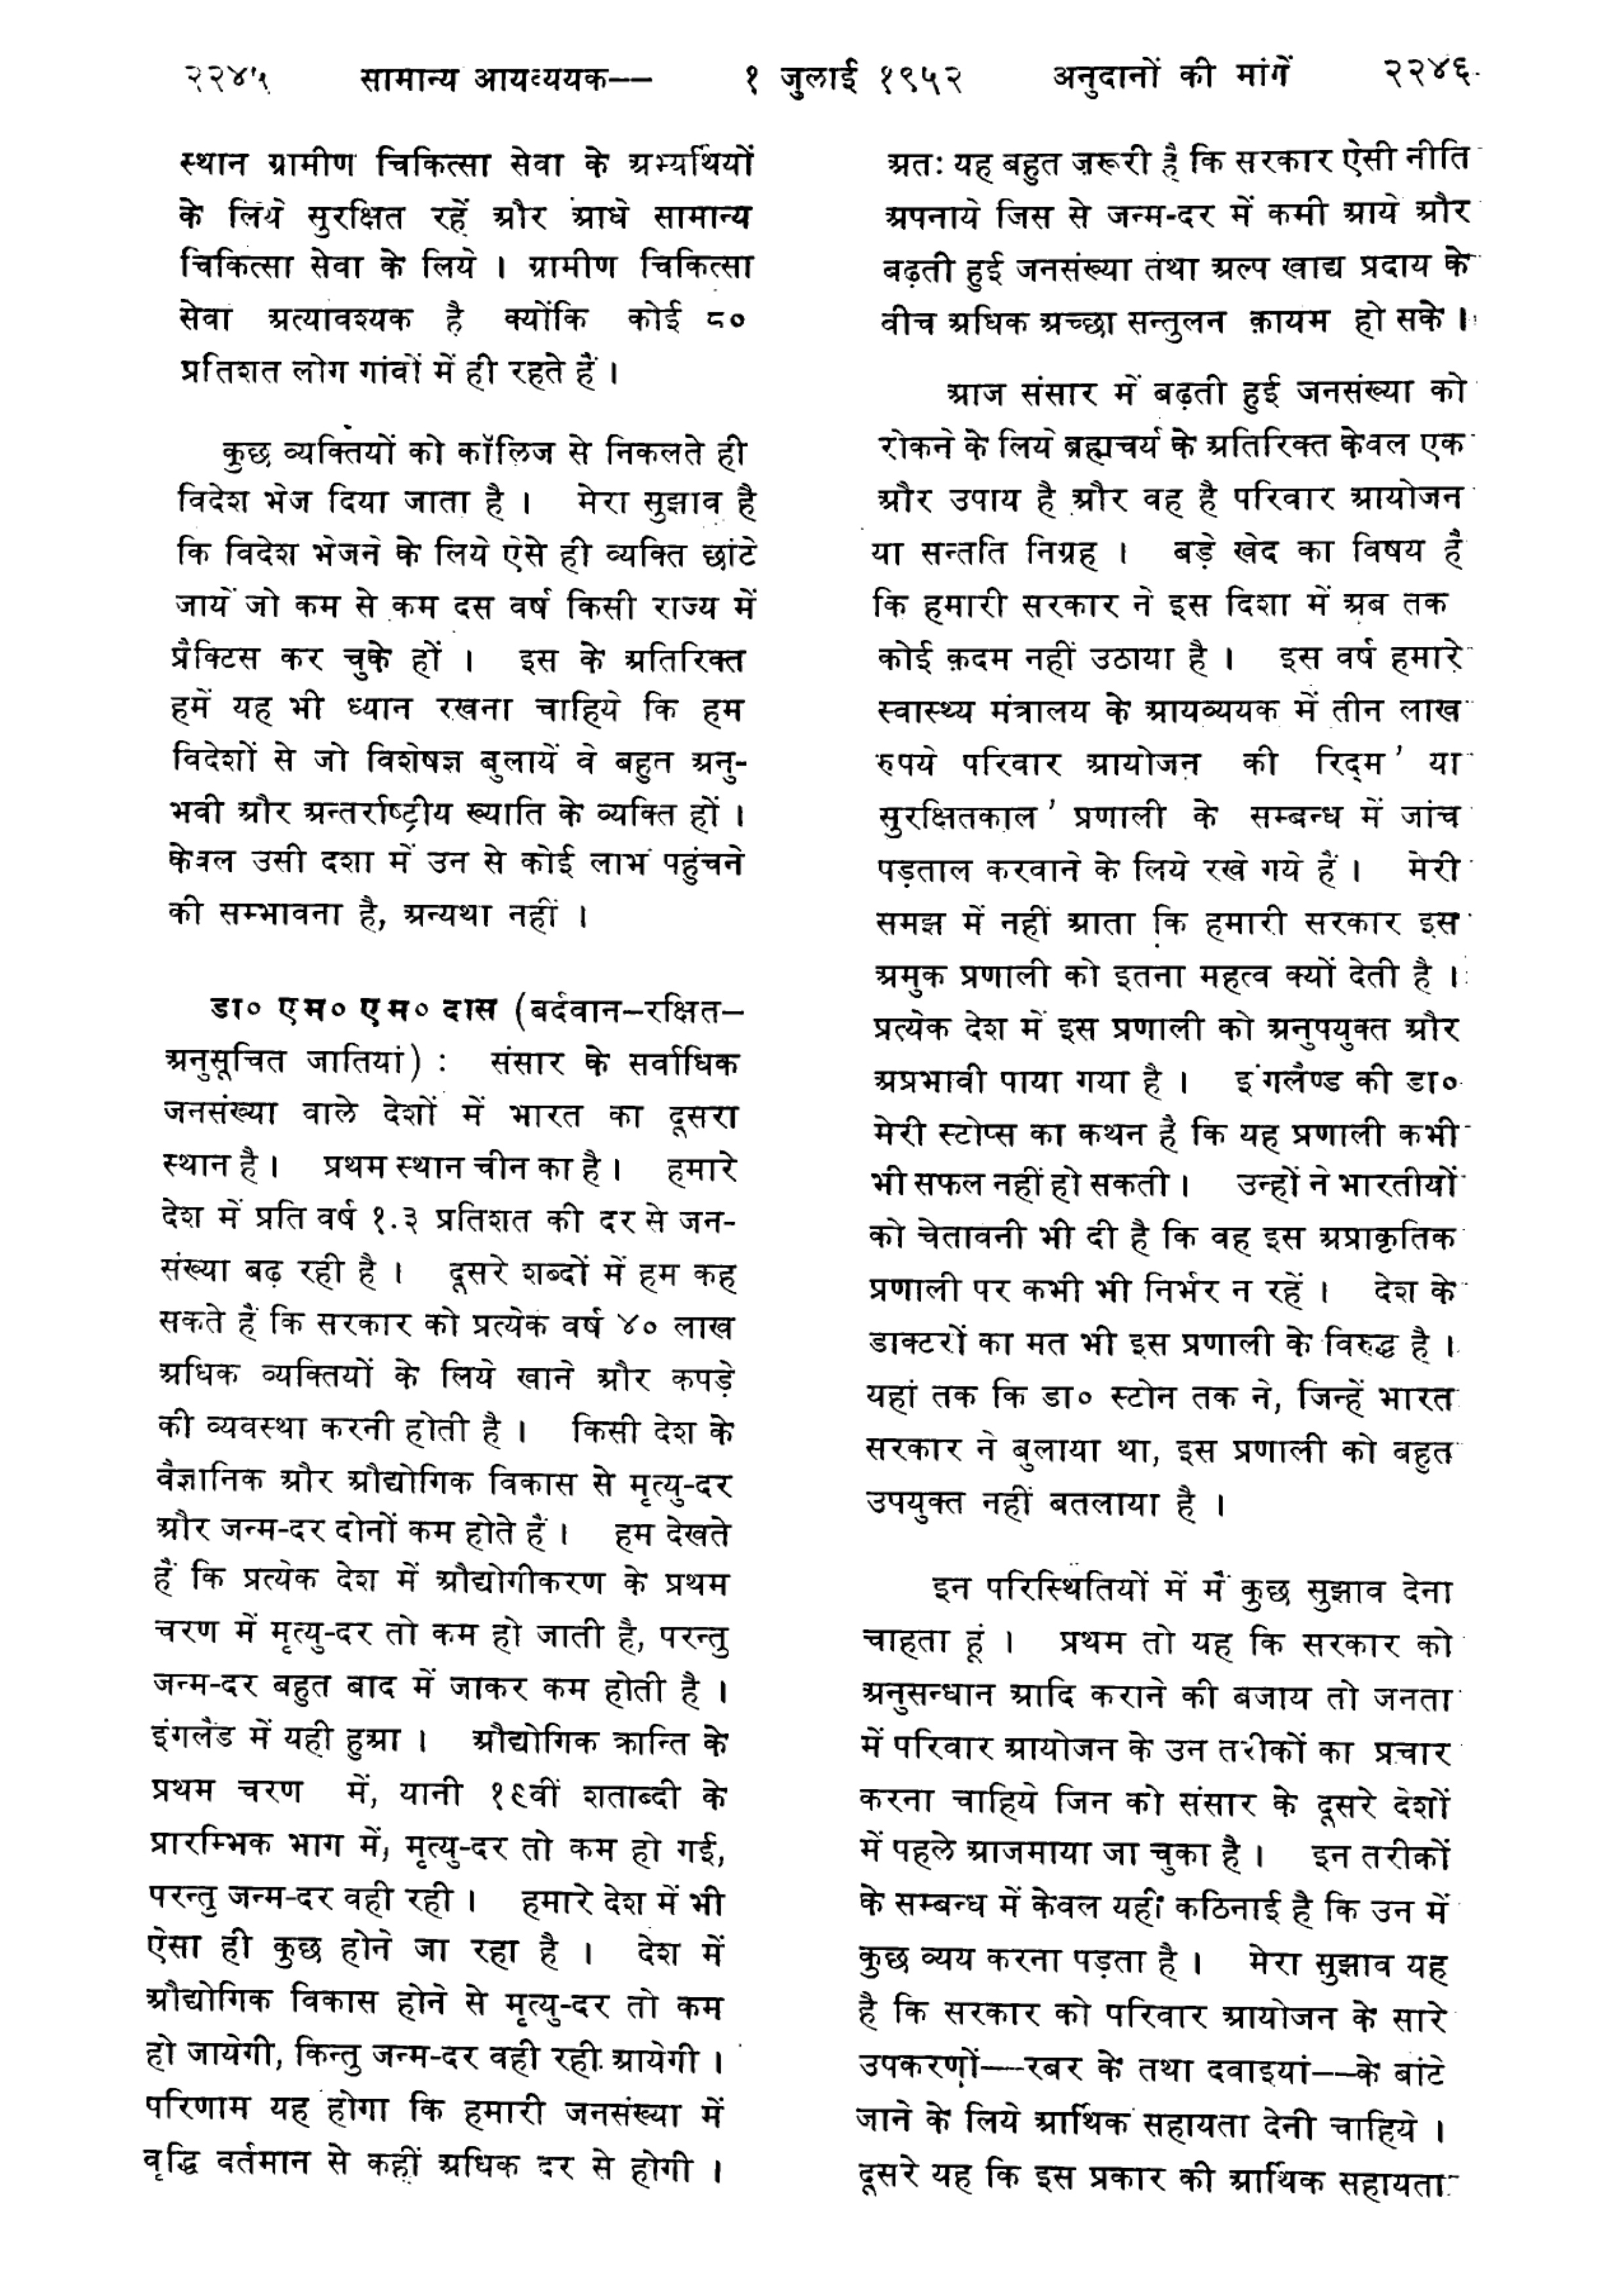 २२४५ सामान्य आयव्ययक–– १ जुलाई १९५२ अनुदानों की मांगें २२४६
स्थान ग्रामीण चिकित्सा सेवा के अभ्यर्थियों
के लिये सुरक्षित रहें और आधे सामान्य
चिकित्सा सेवा के लिये । ग्रामीण चिकित्सा
सेवा अत्यावश्यक है क्योंकि कोई ८०
प्रतिशत लोग गांवों में ही रहते हैं ।
कुछ व्यक्तियों को कॉलिज से निकलते ही
विदेश भेज दिया जाता है । मेरा सुझाव है
कि विदेश भेजने के लिये ऐसे ही व्यक्ति छांटे
जायें जो कम से कम दस वर्ष किसी राज्य में
प्रैक्टिस कर चुके हों । इस के अतिरिक्त
हमें यह भी ध्यान रखना चाहिये कि हम
विदेशों से जो विशेषज्ञ बुलायें वे बहुत अनु-
भवी और अन्तर्राष्ट्रीय ख्याति के व्यक्ति हों ।
केवल उसी दशा में उन से कोई लाभ पहुंचने
की सम्भावना है, अन्यथा नहीं ।
डा० एम० एम० दास (बर्दवान–रक्षित–
अनुसूचित जातियां) : संसार के सर्वाधिक
जनसंख्या वाले देशों में भारत का दूसरा
स्थान है । प्रथम स्थान चीन का है । हमारे
देश में प्रति वर्ष १.३ प्रतिशत की दर से जन-
संख्या बढ़ रही है । दूसरे शब्दों में हम कह
सकते हैं कि सरकार को प्रत्येक वर्ष ४० लाख
अधिक व्यक्तियों के लिये खाने और कपड़े
की व्यवस्था करनी होती है । किसी देश के
वैज्ञानिक और औद्योगिक विकास से मृत्यु-दर
और जन्म-दर दोनों कम होते हैं । हम देखते
हैं कि प्रत्येक देश में औद्योगीकरण के प्रथम
चरण में मृत्यु-दर तो कम हो जाती है, परन्तु
जन्म-दर बहुत बाद में जाकर कम होती है ।
इंगलैंड में यही हुआ । औद्योगिक क्रान्ति के
प्रथम चरण में, यानी १९वीं शताब्दी के
प्रारम्भिक भाग में, मृत्यु-दर तो कम हो गई,
परन्तु जन्म-दर वही रही । हमारे देश में भी
ऐसा ही कुछ होने जा रहा है । देश में
औद्योगिक विकास होने से मृत्यु-दर तो कम
हो जायेगी, किन्तु जन्म-दर वही रही आयेगी ।
परिणाम यह होगा कि हमारी जनसंख्या में
वृद्धि वर्तमान से कहीं अधिक दर से होगी ।
अतः यह बहुत ज़रूरी है कि सरकार ऐसी नीति
अपनाये जिस से जन्म-दर में कमी आये और
बढ़ती हुई जनसंख्या तथा अल्प खाद्य प्रदाय के
बीच अधिक अच्छा सन्तुलन क़ायम हो सके ।
आज संसार में बढ़ती हुई जनसंख्या को
रोकने के लिये ब्रह्मचर्य के अतिरिक्त केवल एक
और उपाय है और वह है परिवार आयोजन
या सन्तति निग्रह । बड़े खेद का विषय है
कि हमारी सरकार ने इस दिशा में अब तक
कोई क़दम नहीं उठाया है । इस वर्ष हमारे
स्वास्थ्य मंत्रालय के आयव्ययक में तीन लाख
रुपये परिवार आयोजन की रिद्म ’ या
सुरक्षितकाल ’ प्रणाली के सम्बन्ध में जांच
पड़ताल करवाने के लिये रखे गये हैं । मेरी
समझ में नहीं आता कि हमारी सरकार इस
अमुक प्रणाली को इतना महत्व क्यों देती है ।
प्रत्येक देश में इस प्रणाली को अनुपयुक्त और
अप्रभावी पाया गया है । इंगलैण्ड की डा०
मेरी स्टोप्स का कथन है कि यह प्रणाली कभी
भी सफल नहीं हो सकती । उन्हों ने भारतीयों
को चेतावनी भी दी है कि वह इस अप्राकृतिक
प्रणाली पर कभी भी निर्भर न रहें । देश के
डाक्टरों का मत भी इस प्रणाली के विरुद्ध है ।
यहां तक कि डा० स्टोन तक ने, जिन्हें भारत
सरकार ने बुलाया था, इस प्रणाली को बहुत
उपयुक्त नहीं बतलाया है ।
इन परिस्थितियों में मैं कुछ सुझाव देना
चाहता हूं । प्रथम तो यह कि सरकार को
अनुसन्धान आदि कराने की बजाय तो जनता
में परिवार आयोजन के उन तरीकों का प्रचार
करना चाहिये जिन को संसार के दूसरे देशों
में पहले आजमाया जा चुका है । इन तरीकों
के सम्बन्ध में केवल यही कठिनाई है कि उन में
कुछ व्यय करना पड़ता है । मेरा सुझाव यह
है कि सरकार को परिवार आयोजन के सारे
उपकरणों––रबर के तथा दवाइयां––के बांटे
जाने के लिये आर्थिक सहायता देनी चाहिये ।
दूसरे यह कि इस प्रकार की आर्थिक सहायता